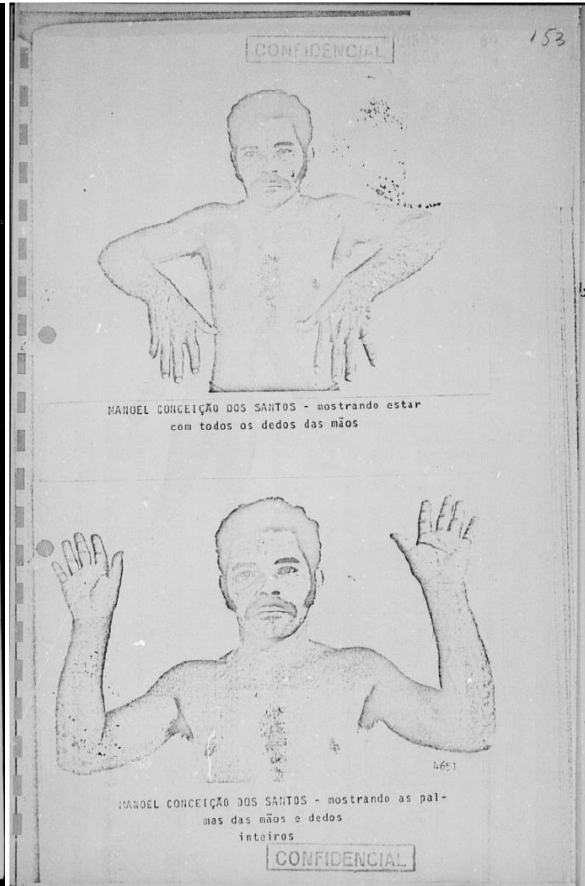 153
CONFIDENCIAL
MANOEL CONCEIÇÃO DOS SANTOS - mostrando estar
com todos os dedos das mãos
4651
MANOEL CONCEIÇÃO DOS SANTOS - mostrando as pal-
mas das mãos e dedos
inteiros
CONFIDENCIAL